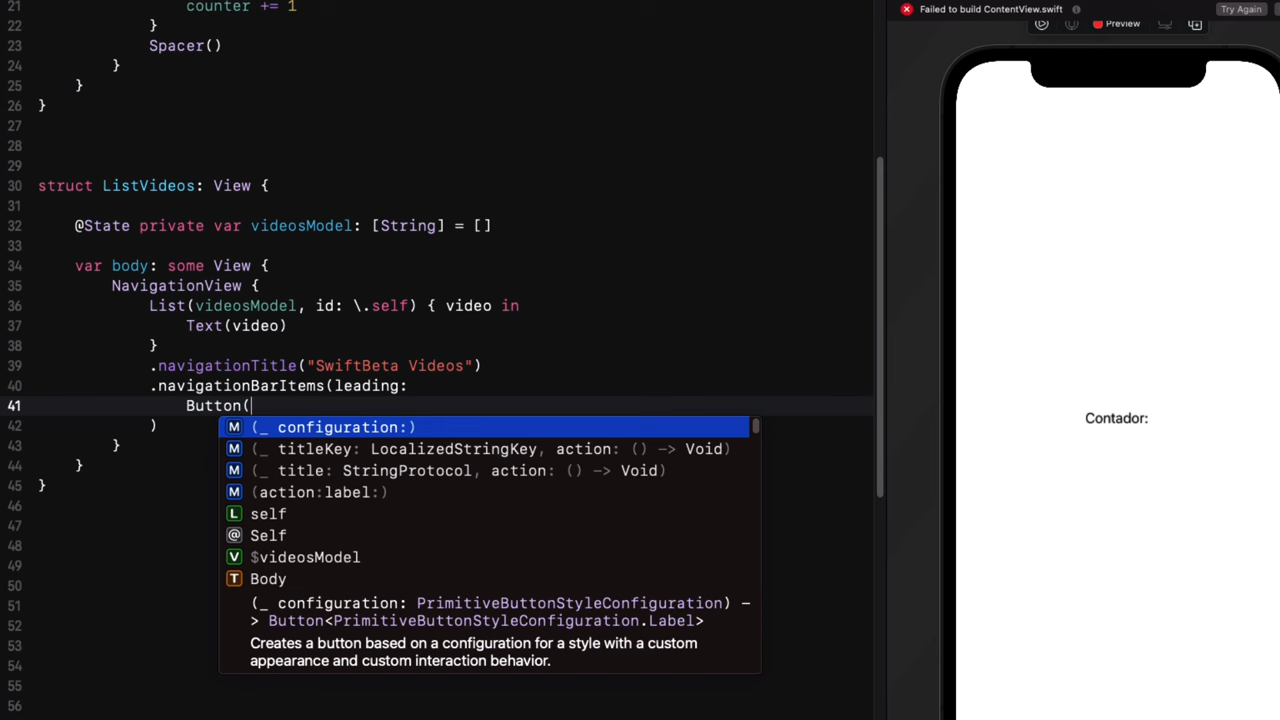 21 counter += 1
22 }
23 Spacer()
24 }
25 }
26 }
27
28
29
30 struct ListVideos: View {
31
32 @State private var videosModel: [String] = []
33
34 var body: some View {
35 NavigationView {
36 List(videosModel, id: \.self) { video in
37 Text(video)
38 }
39 .navigationTitle("SwiftBeta Videos")
40 .navigationBarItems(leading:
41 Button(
42 )
43 }
44 }
45 }
46
47
48
49
50
51
52
53
54
55
56
M (_ configuration:)
M (_ titleKey: LocalizedStringKey, action: () -> Void)
M (_ title: StringProtocol, action: () -> Void)
M (action:label:)
L self
@ Self
V $videosModel
T Body
(_ configuration: PrimitiveButtonStyleConfiguration) -
> Button<PrimitiveButtonStyleConfiguration.Label>
Creates a button based on a configuration for a style with a custom
appearance and custom interaction behavior.
Failed to build ContentView.swift
Try Again
Preview
Contador: